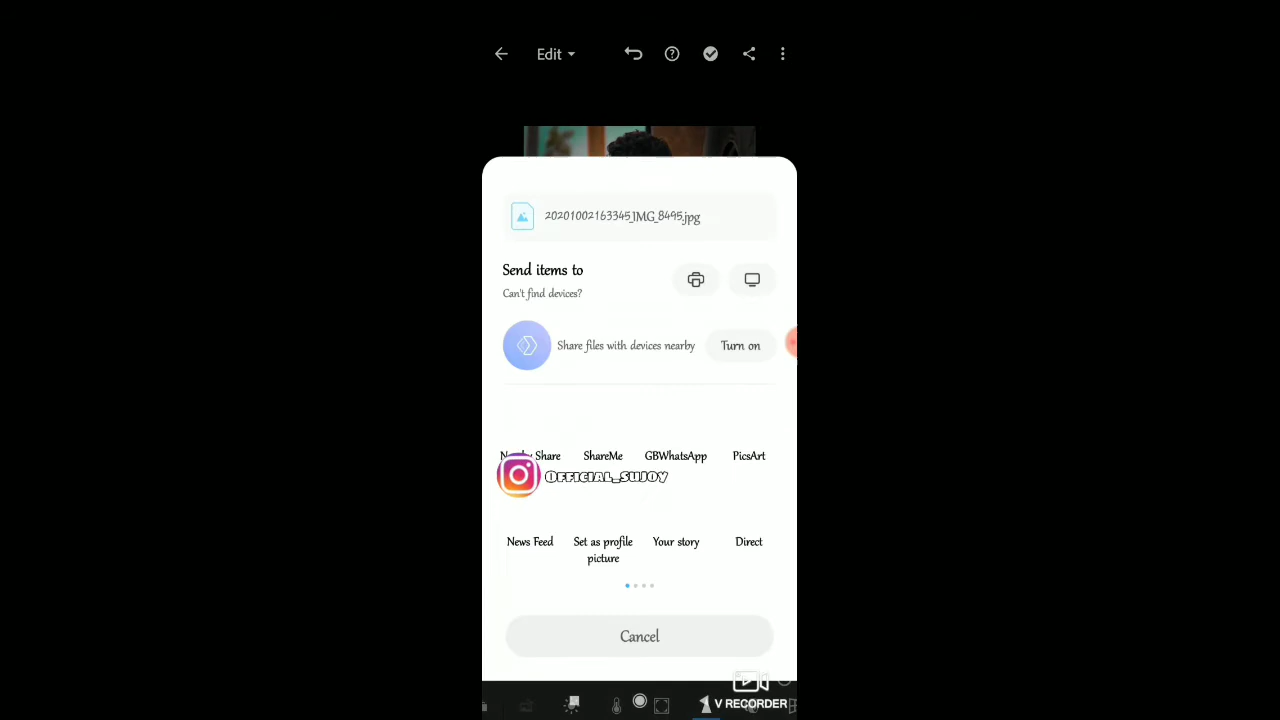 Edit
20201002163345_IMG_8495.jpg
Send items to
Can't find devices?
Share files with devices nearby
Turn on
Nearby Share
ShareMe
GBWhatsApp
PicsArt
OFFICIAL_SUJOY
News Feed
Set as profile
picture
Your story
Direct
Cancel
V RECORDER